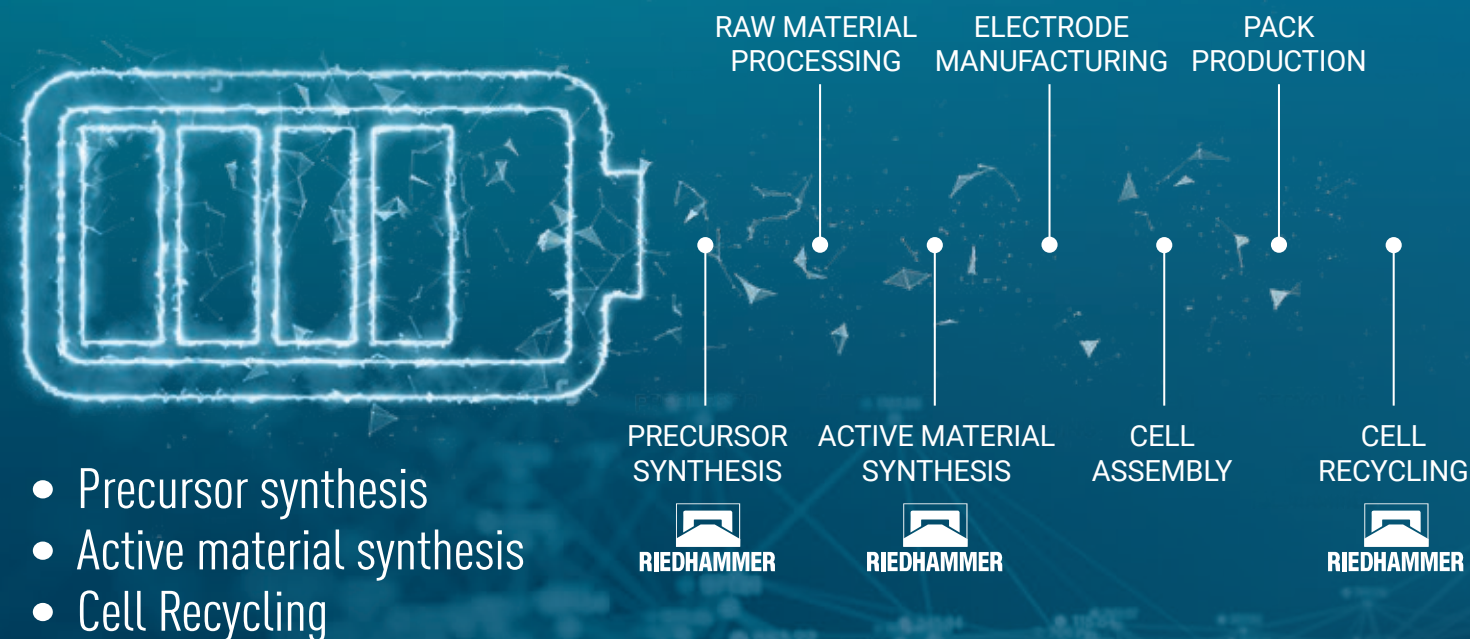 RAW MATERIAL
PROCESSING
ELECTRODE
MANUFACTURING
PACK
PRODUCTION
PRECURSOR
SYNTHESIS
RIEDHAMMER
ACTIVE MATERIAL
SYNTHESIS
RIEDHAMMER
CELL
ASSEMBLY
CELL
RECYCLING
RIEDHAMMER
• Precursor synthesis
• Active material synthesis
• Cell Recycling